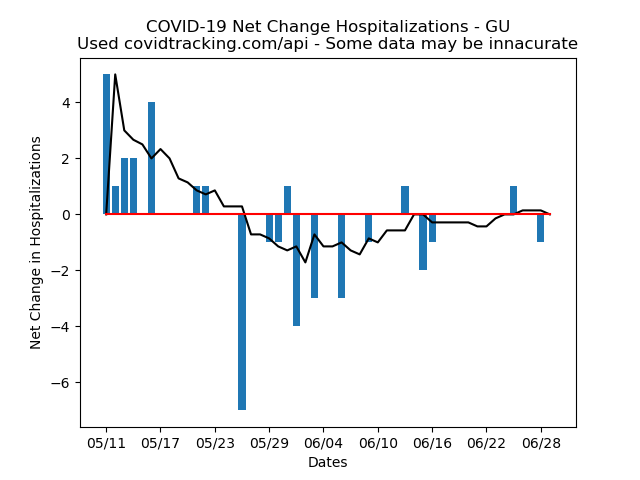 COVID-19 Net Change Hospitalizations - GU
Used covidtracking.com/api - Some data may be innacurate
Net Change in Hospitalizations
4
2
0
−2
−4
−6
05/11 05/17 05/23 05/29 06/04 06/10 06/16 06/22 06/28
Dates